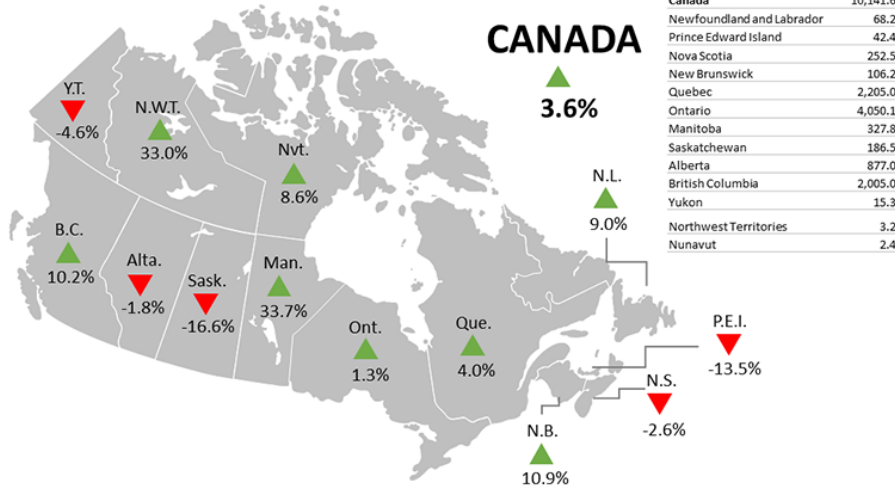 CANADA
3.6%
Y.T.
-4.6%
N.W.T.
33.0%
Nvt.
8.6%
B.C.
10.2%
Alta.
-1.8%
Sask.
-16.6%
Man.
33.7%
Ont.
1.3%
Que.
4.0%
N.L.
9.0%
P.E.I.
-13.5%
N.S.
-2.6%
N.B.
10.9%
Canada
Newfoundland and Labrador 68.2
Prince Edward Island 42.4
Nova Scotia 252.5
New Brunswick 106.2
Quebec 2,205.0
Ontario 4,050.1
Manitoba 327.8
Saskatchewan 186.5
Alberta 877.0
British Columbia 2,005.0
Yukon 15.3
Northwest Territories 3.2
Nunavut 2.4